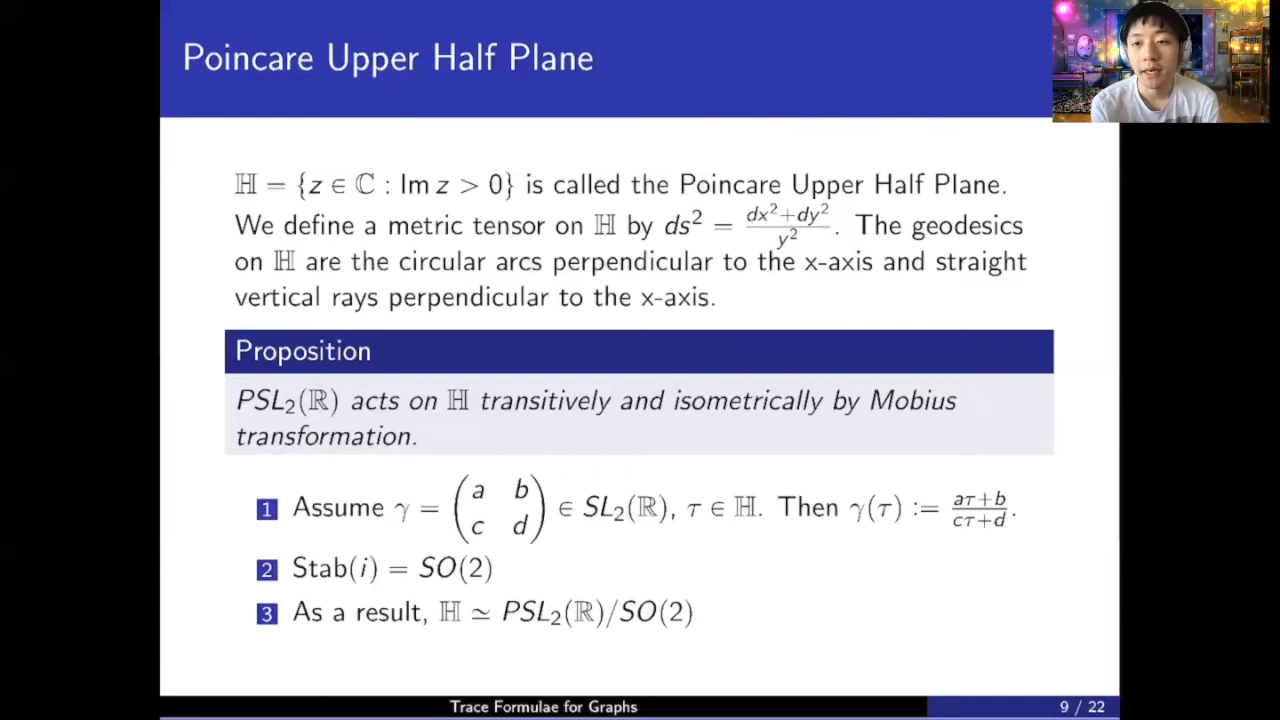 Poincare Upper Half Plane
ℍ = {z ∈ ℂ : Im z > 0} is called the Poincare Upper Half Plane.
We define a metric tensor on ℍ by ds² = (dx²+dy²)/y². The geodesics
on ℍ are the circular arcs perpendicular to the x-axis and straight
vertical rays perpendicular to the x-axis.
Proposition
PSL₂(ℝ) acts on ℍ transitively and isometrically by Mobius
transformation.
1 Assume γ = (a b; c d) ∈ SL₂(ℝ), τ ∈ ℍ. Then γ(τ) := (aτ+b)/(cτ+d).
2 Stab(i) = SO(2)
3 As a result, ℍ ≃ PSL₂(ℝ)/SO(2)
Trace Formulae for Graphs
9 / 22